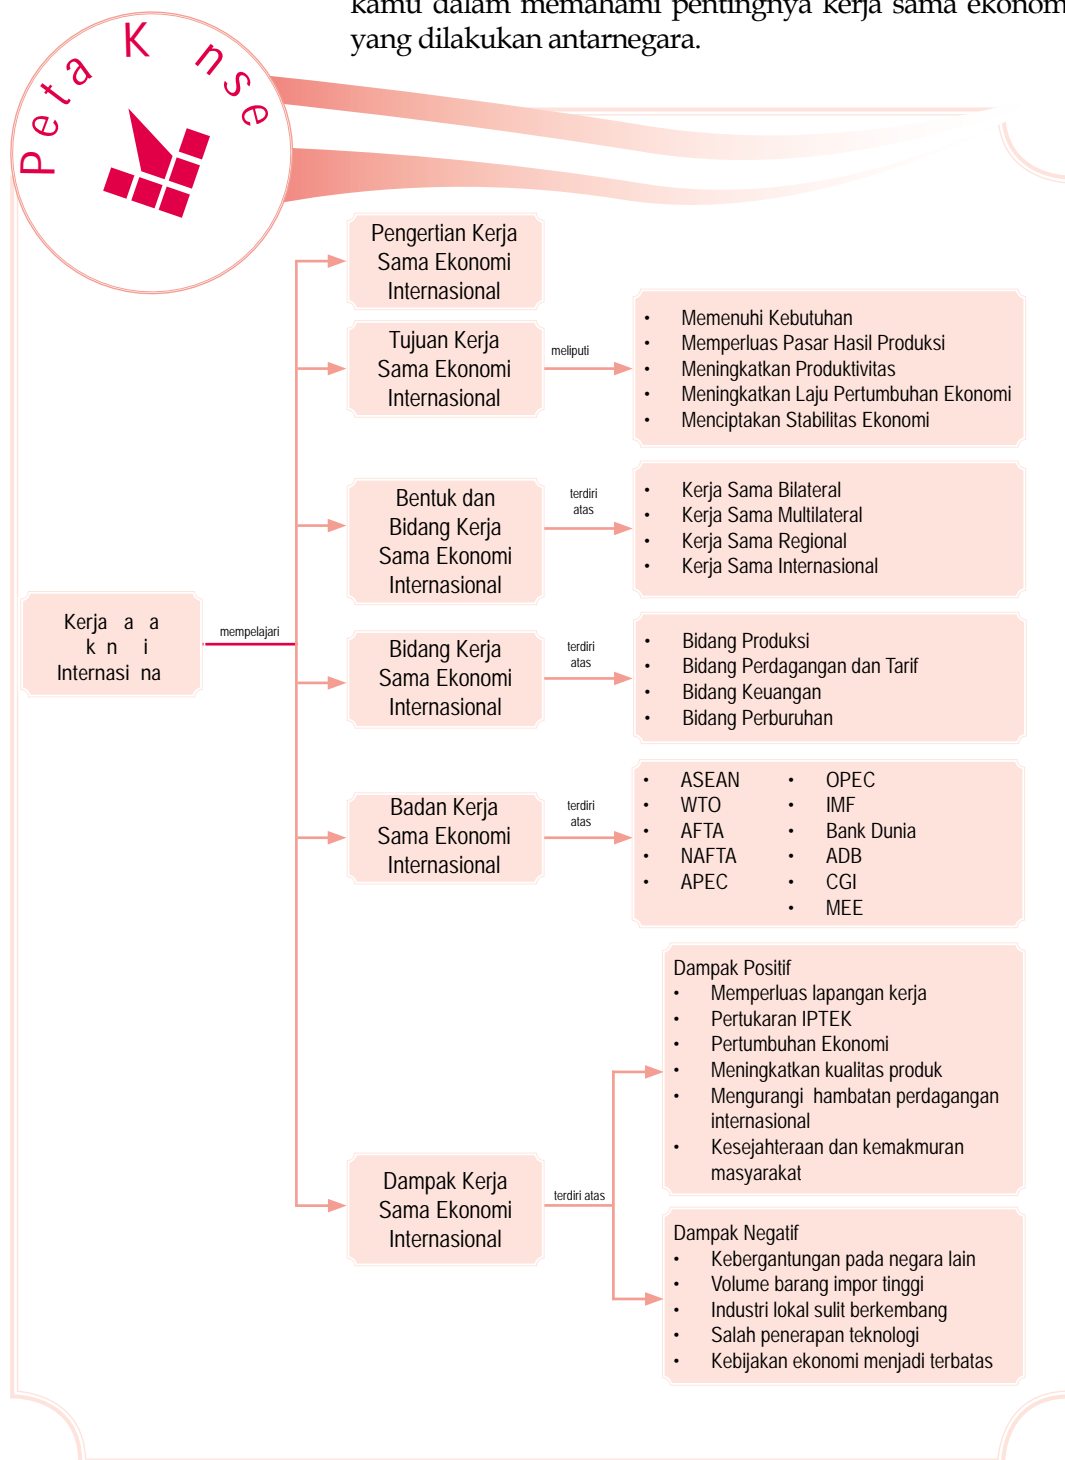 kamu dalam memahami pentingnya kerja sama ekonomi
yang dilakukan antarnegara.
Peta K nse
Pengertian Kerja
Sama Ekonomi
Internasional
Tujuan Kerja
Sama Ekonomi
Internasional
meliputi
• Memenuhi Kebutuhan
• Memperluas Pasar Hasil Produksi
• Meningkatkan Produktivitas
• Meningkatkan Laju Pertumbuhan Ekonomi
• Menciptakan Stabilitas Ekonomi
Bentuk dan
Bidang Kerja
Sama Ekonomi
Internasional
terdiri
atas
• Kerja Sama Bilateral
• Kerja Sama Multilateral
• Kerja Sama Regional
• Kerja Sama Internasional
Kerja a a
k n i
Internasi na
mempelajari
Bidang Kerja
Sama Ekonomi
Internasional
terdiri
atas
• Bidang Produksi
• Bidang Perdagangan dan Tarif
• Bidang Keuangan
• Bidang Perburuhan
Badan Kerja
Sama Ekonomi
Internasional
terdiri
atas
• ASEAN
• WTO
• AFTA
• NAFTA
• APEC
• OPEC
• IMF
• Bank Dunia
• ADB
• CGI
• MEE
Dampak Kerja
Sama Ekonomi
Internasional
terdiri atas
Dampak Positif
• Memperluas lapangan kerja
• Pertukaran IPTEK
• Pertumbuhan Ekonomi
• Meningkatkan kualitas produk
• Mengurangi hambatan perdagangan
internasional
• Kesejahteraan dan kemakmuran
masyarakat
Dampak Negatif
• Kebergantungan pada negara lain
• Volume barang impor tinggi
• Industri lokal sulit berkembang
• Salah penerapan teknologi
• Kebijakan ekonomi menjadi terbatas